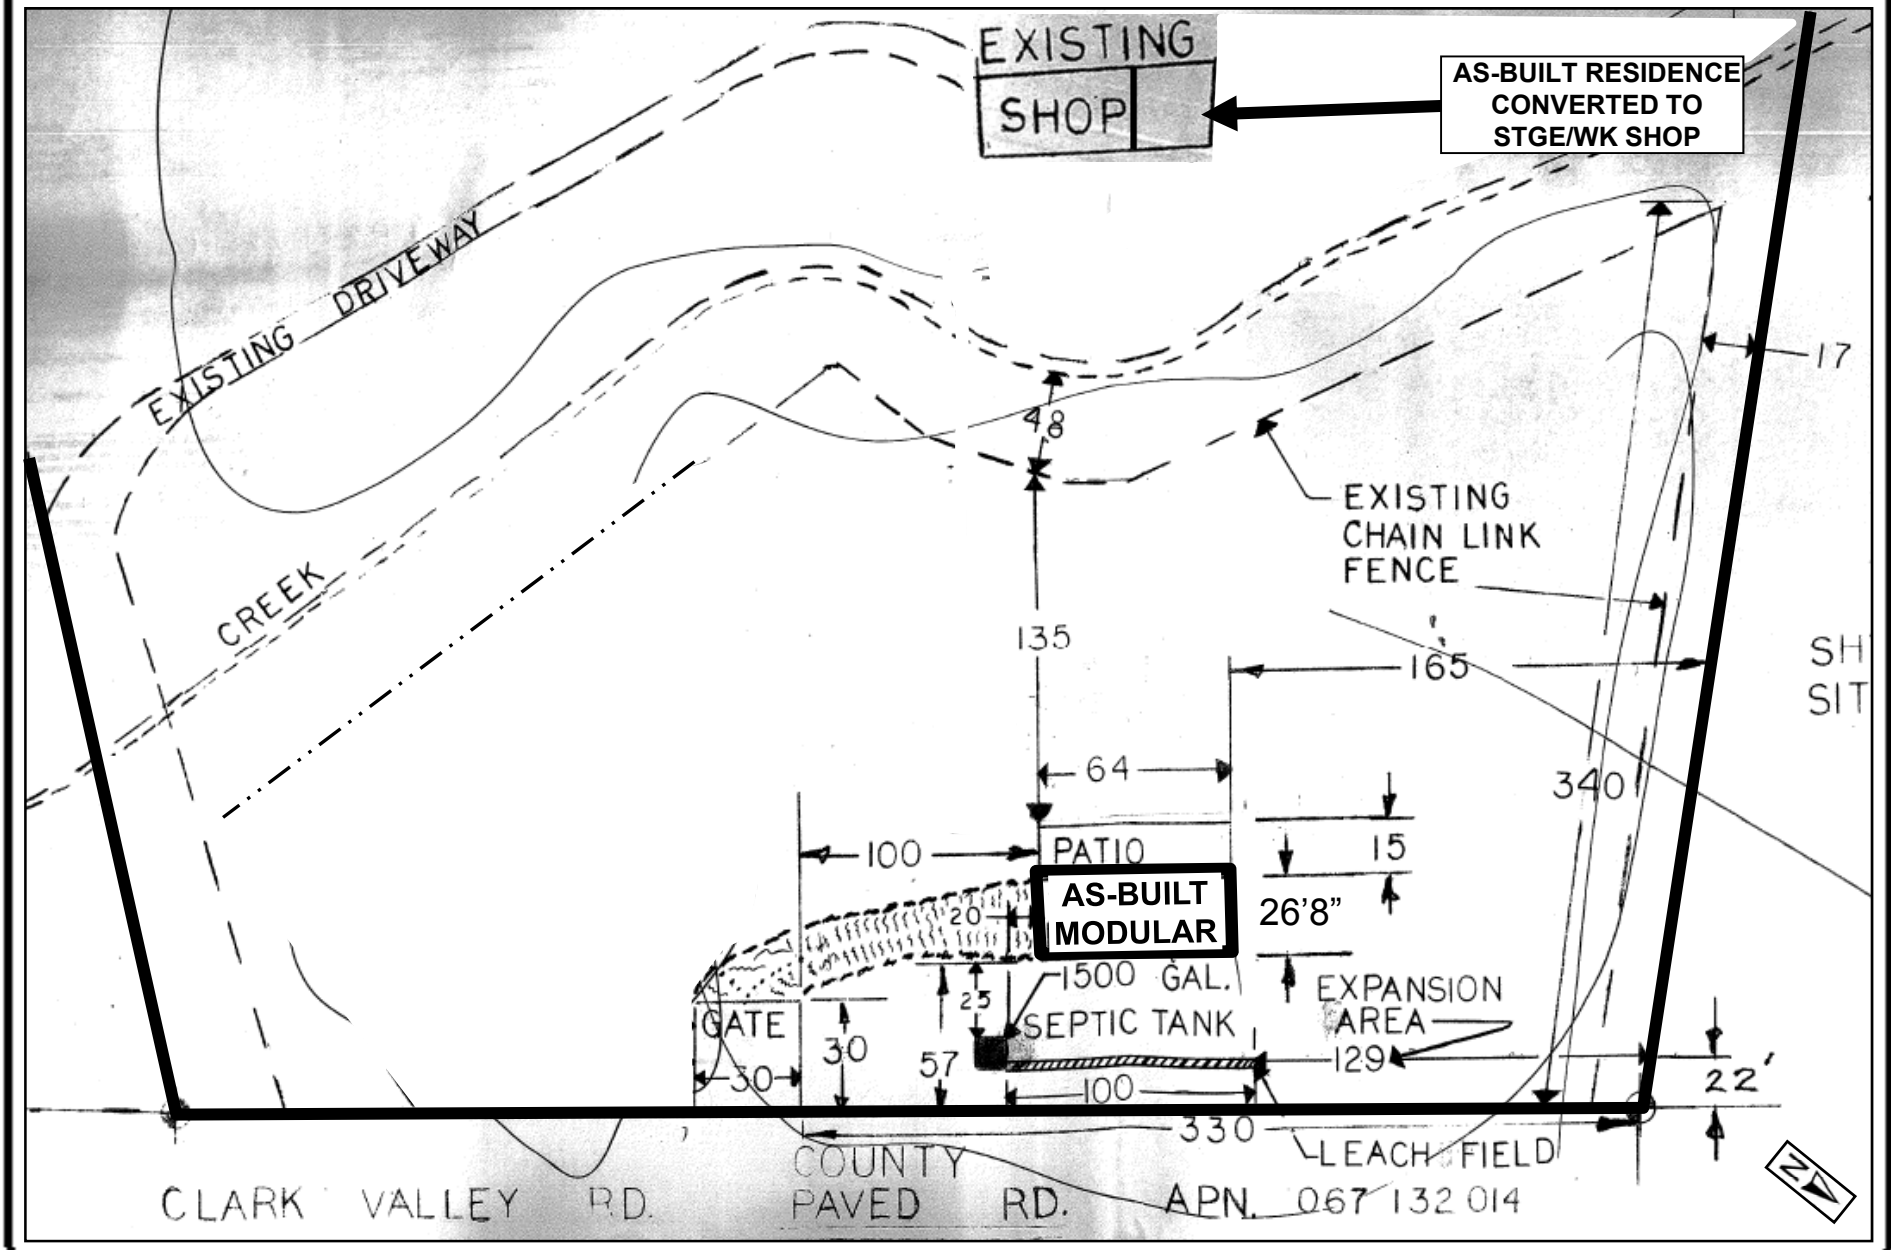 EXISTING
SHOP
AS-BUILT RESIDENCE
CONVERTED TO
STGE/WK SHOP
EXISTING DRIVEWAY
17
48
EXISTING
CHAIN LINK
FENCE
CREEK
135
165
SH
SIT
64
340
100
PATIO
15
AS-BUILT
MODULAR
20
26'8"
1500 GAL.
SEPTIC TANK
25
EXPANSION
AREA
129
GATE
30
30
57
100
22'
330
LEACH FIELD
COUNTY
CLARK VALLEY RD. PAVED RD. APN. 067 132 014
N